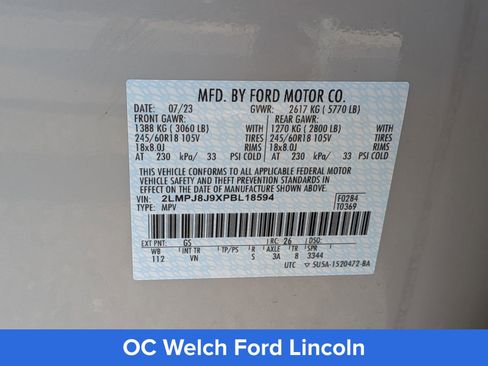 MFD. BY FORD MOTOR CO.
DATE: 07/23 GVWR: 2617 KG ( 5770 LB)
FRONT GAWR: REAR GAWR:
1388 KG ( 3060 LB) 1270 KG ( 2800 LB)
245/60R18 105V TIRES 245/60R18 105V
18x8.0J RIMS 18x8.0J
AT 230 kPa/ 33 PSI COLD AT 230 kPa/ 33 PSI COLD
THIS VEHICLE CONFORMS TO ALL APPLICABLE FEDERAL MOTOR
VEHICLE SAFETY AND THEFT PREVENTION STANDARDS IN EFFECT
ON THE DATE OF MANUFACTURE SHOWN ABOVE.
VIN: 2LMPJ8J9XPBL18594 F0284
TYPE: MPV T0369
EXT PNT: GS RC: 26 DSO:
WB INT TR TP/PS R AXLE TR SPR
112 VN S 3A 8 3344
UTC 5U5A-1520472-BA
OC Welch Ford Lincoln